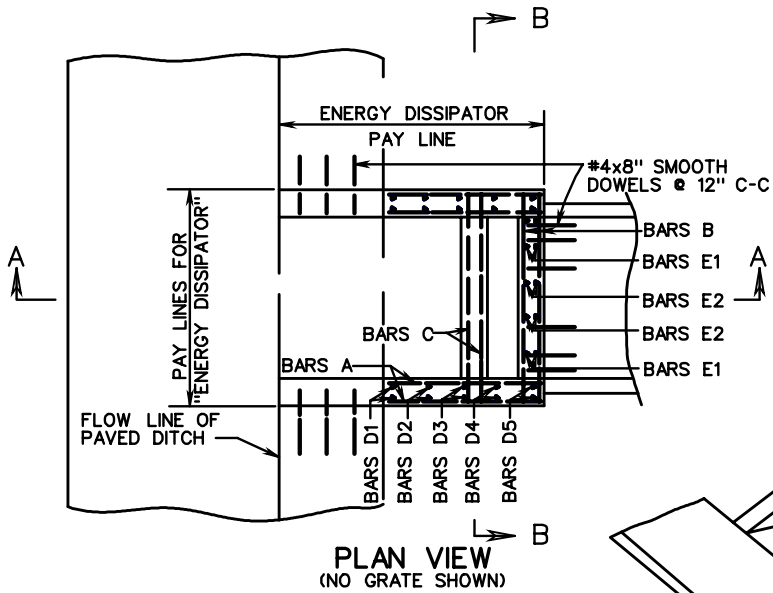 B
ENERGY DISSIPATOR
PAY LINE
#4x8" SMOOTH
DOWELS @ 12" C-C
BARS B
A
A
BARS E1
PAY LINES FOR
"ENERGY DISSIPATOR"
BARS E2
BARS C
BARS E2
BARS A
BARS E1
FLOW LINE OF
PAVED DITCH
BARS D1
BARS D2
BARS D3
BARS D4
BARS D5
B
PLAN VIEW
(NO GRATE SHOWN)